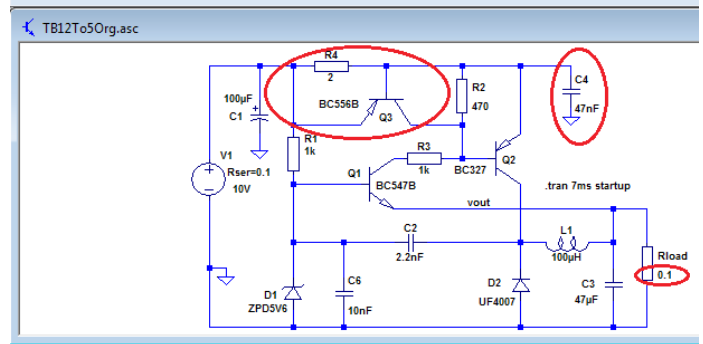 TB12To5Org.asc
R4
2
C4
47nF
100µF
C1
BC556B
Q3
R2
470
R1
1k
V1
Rser=0.1
10V
R3
1k
Q1
BC547B
BC327
Q2
.tran 7ms startup
vout
C2
2.2nF
L1
100µH
Rload
0.1
D1
ZPD5V6
C6
10nF
D2
UF4007
C3
47µF